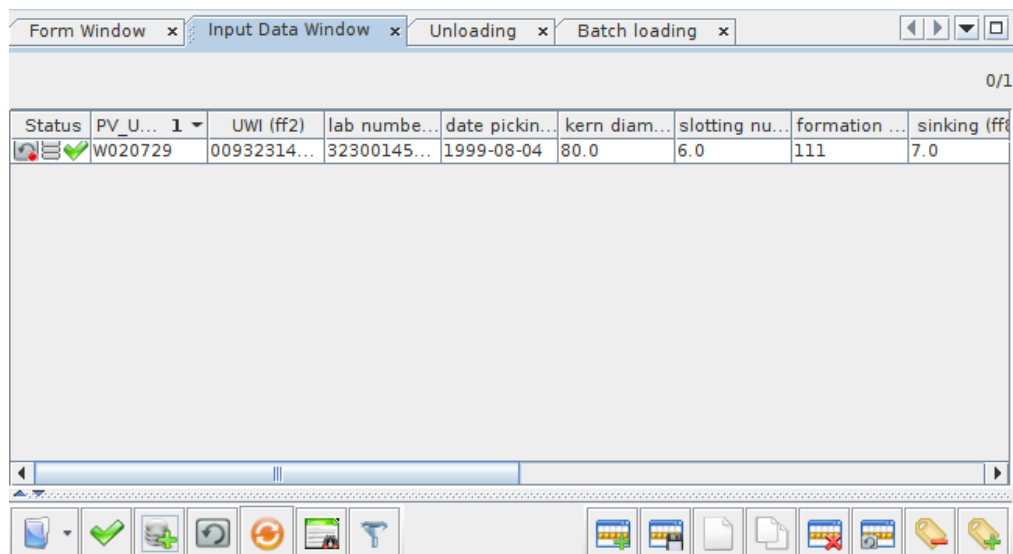 Form Window × Input Data Window × Unloading × Batch loading ×
0/1
Status PV_U... 1 UWI (ff2) lab numbe... date pickin... kern diam... slotting nu... formation ... sinking (ff8
W020729 00932314... 32300145... 1999-08-04 80.0 6.0 111 7.0